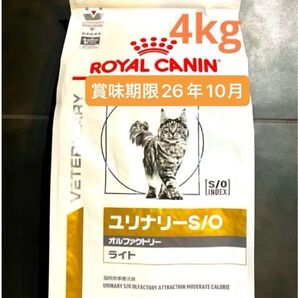 4kg
ROYAL CANIN
賞味期限26年10月
VETERINARY
S/O
INDEX
ユリナリーS/O
オルファクトリー
ライト
猫用食事療法食
URINARY S/O OLFACTORY ATTRACTION MODERATE CALORIE